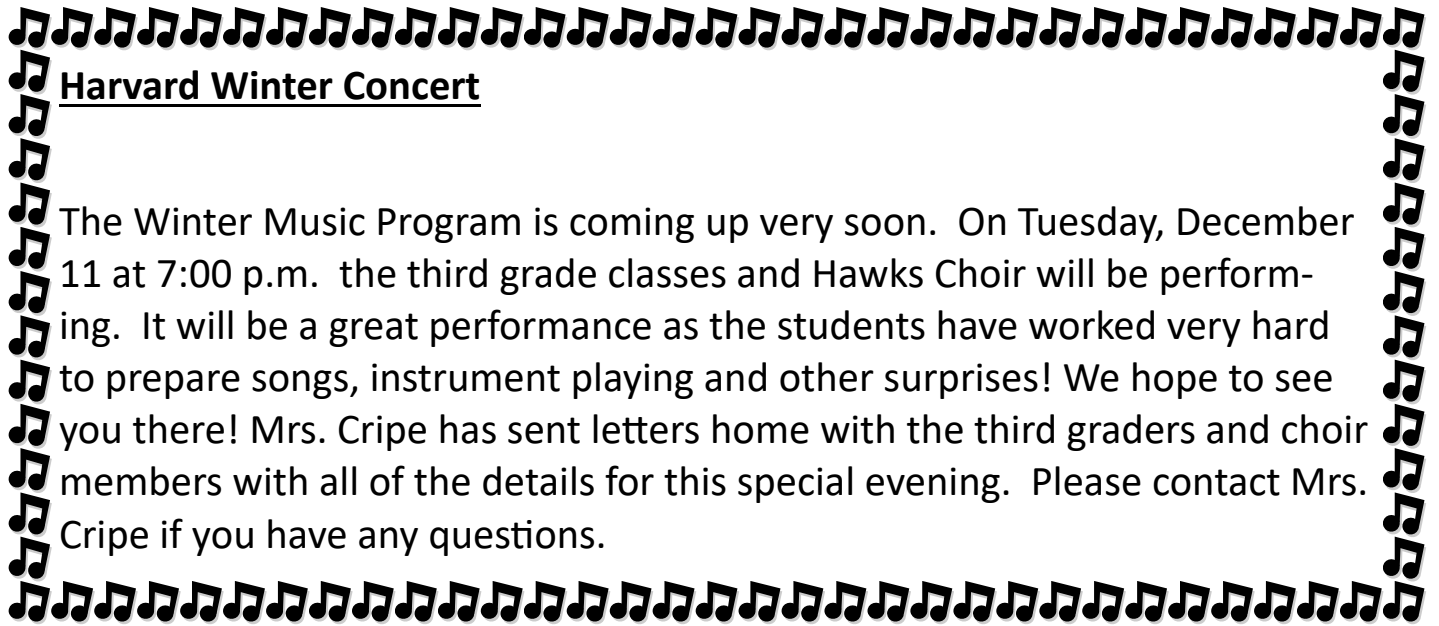 Harvard Winter Concert
The Winter Music Program is coming up very soon.  On Tuesday, December
11 at 7:00 p.m.  the third grade classes and Hawks Choir will be perform-
ing.  It will be a great performance as the students have worked very hard
to prepare songs, instrument playing and other surprises! We hope to see
you there! Mrs. Cripe has sent letters home with the third graders and choir
members with all of the details for this special evening.  Please contact Mrs.
Cripe if you have any questions.